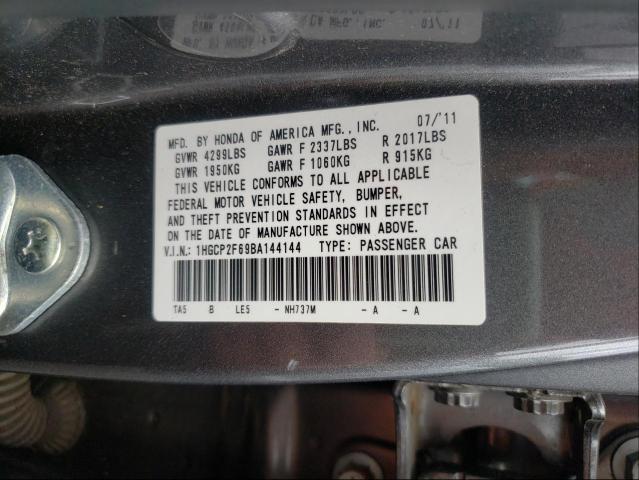 MFD. BY HONDA OF AMERICA MFG., INC. 07/'11
GVWR 4299LBS GAWR F 2337LBS R 2017LBS
GVWR 1950KG GAWR F 1060KG R 915KG
THIS VEHICLE CONFORMS TO ALL APPLICABLE
FEDERAL MOTOR VEHICLE SAFETY, BUMPER,
AND THEFT PREVENTION STANDARDS IN EFFECT
ON THE DATE OF MANUFACTURE SHOWN ABOVE.
V.I.N.: 1HGCP2F69BA144144 TYPE: PASSENGER CAR
TA5 B LE5 - NH737M - A - A